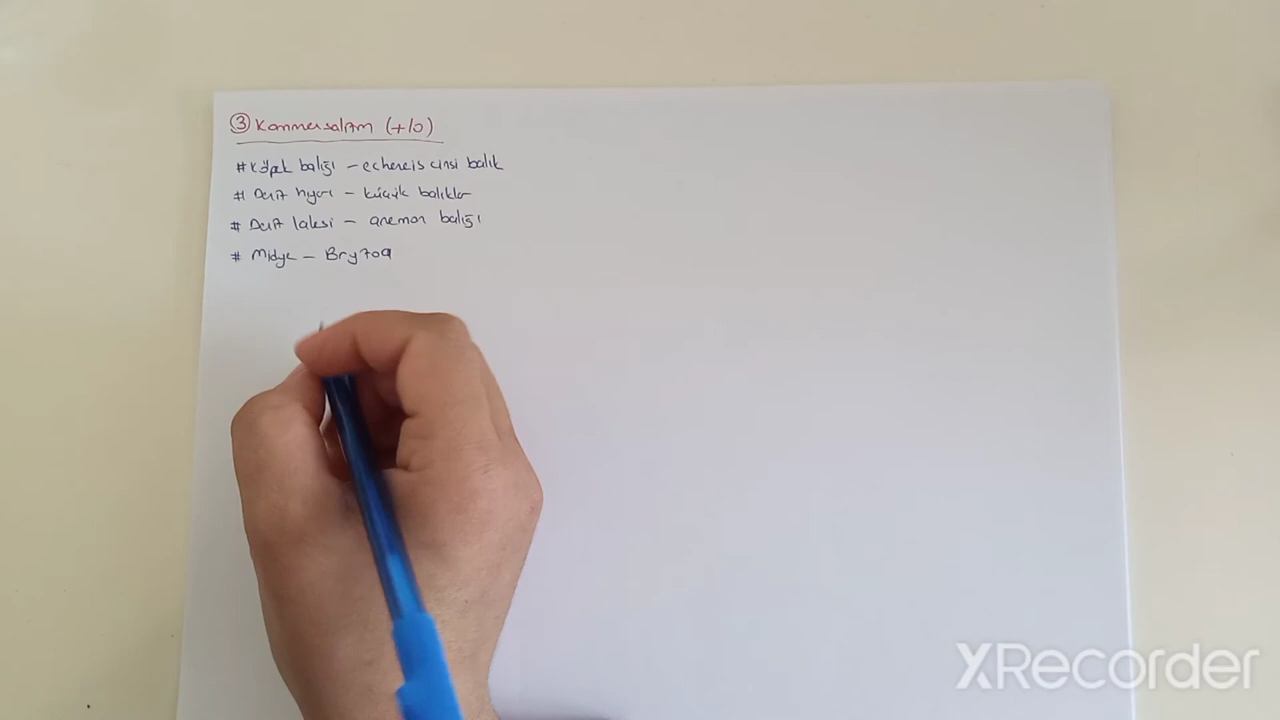 ③ Kommensalizm (+/0)
# Köpek balığı – echeneis cinsi balık
# Deniz hıyarı – küçük balıklar
# Deniz lalesi – anemon balığı
# Midye – Bryzoa
XRecorder